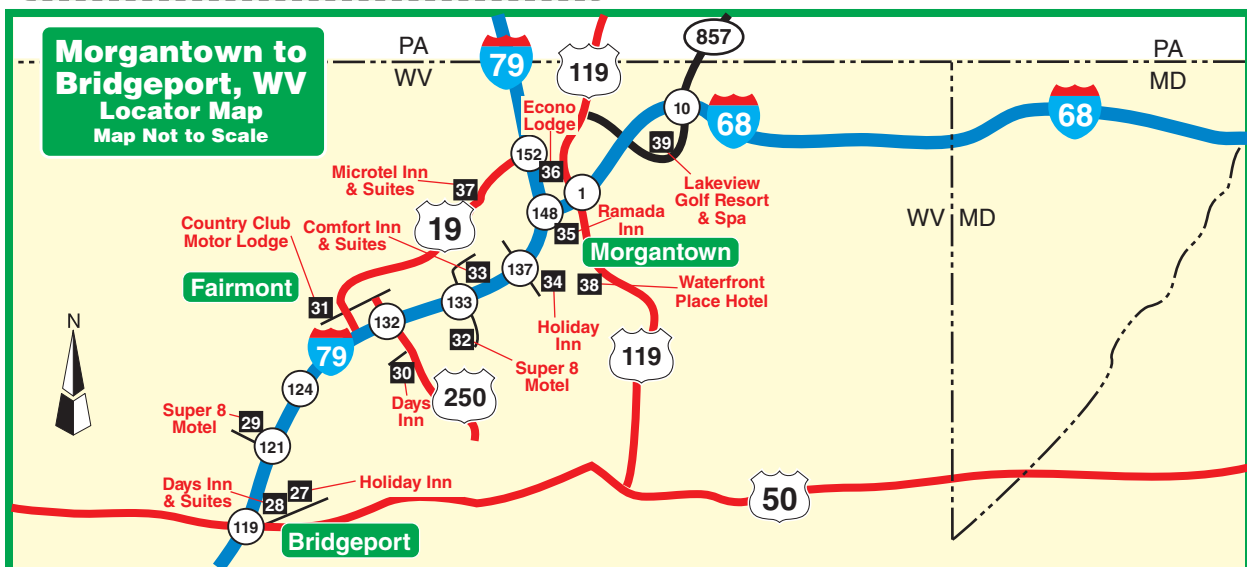 Morgantown to
Bridgeport, WV
Locator Map
Map Not to Scale
PA
WV
79
119
857
PA
MD
10
68
68
Econo
Lodge
152
36
39
Lakeview
Golf Resort
& Spa
Microtel Inn
& Suites
37
1
148
35
Ramada
Inn
WV
MD
19
Country Club
Motor Lodge
Comfort Inn
& Suites
Morgantown
33
137
34
38
Waterfront
Place Hotel
Fairmont
31
133
132
32
Holiday
Inn
N
79
119
Super 8
Motel
30
Days
Inn
250
124
Super 8
Motel
29
121
Days Inn
& Suites
28
27
Holiday Inn
50
119
Bridgeport